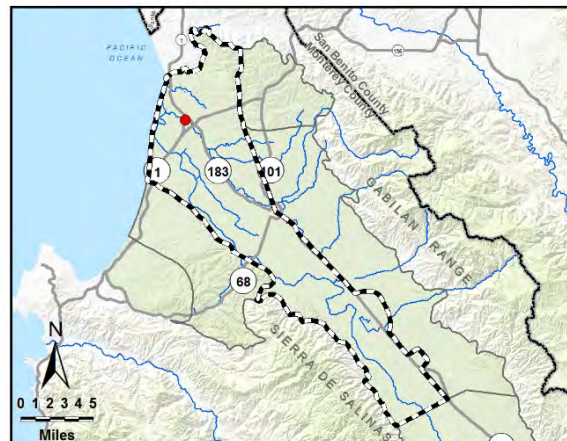 PACIFIC
OCEAN
1
156
San Benito County
Monterey County
1
183
101
GABILAN RANGE
68
SIERRA DE SALINAS
N
0 1 2 3 4 5
Miles